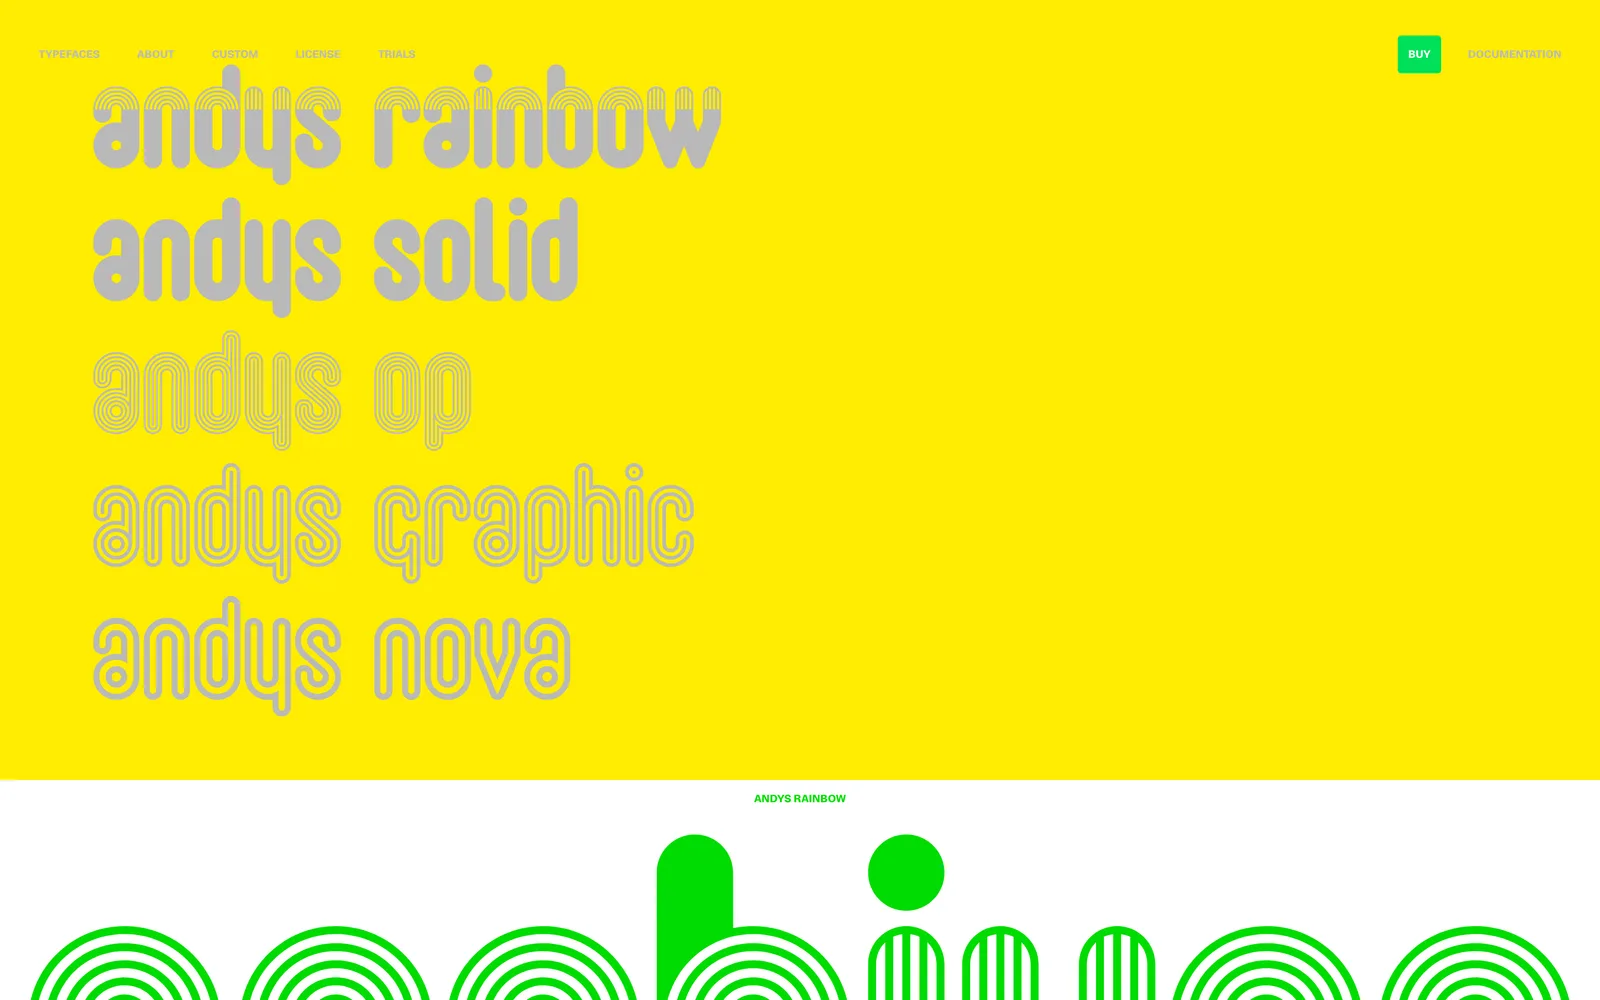 TYPEFACES ABOUT CUSTOM LICENSE TRIALS BUY DOCUMENTATION
andys rainbow
andys solid
andys op
andys graphic
andys nova
ANDYS RAINBOW